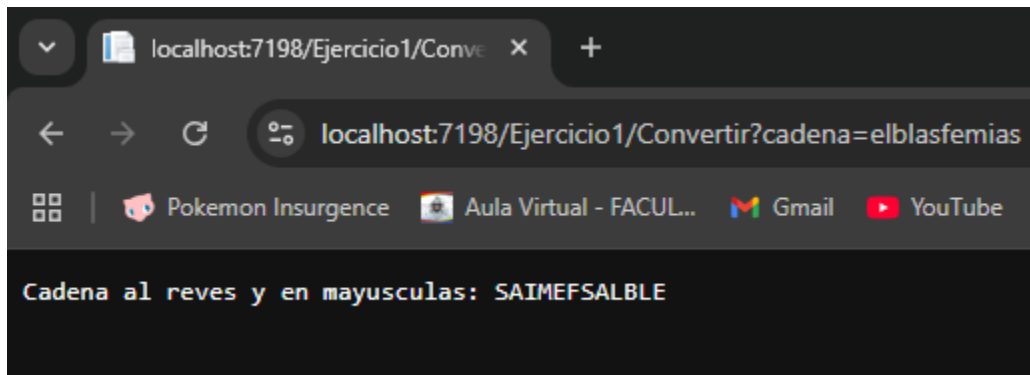 localhost:7198/Ejercicio1/Conve
localhost:7198/Ejercicio1/Convertir?cadena=elblasfemias
Pokemon Insurgence Aula Virtual - FACUL... Gmail YouTube
Cadena al reves y en mayusculas: SAIMEFSALBLE